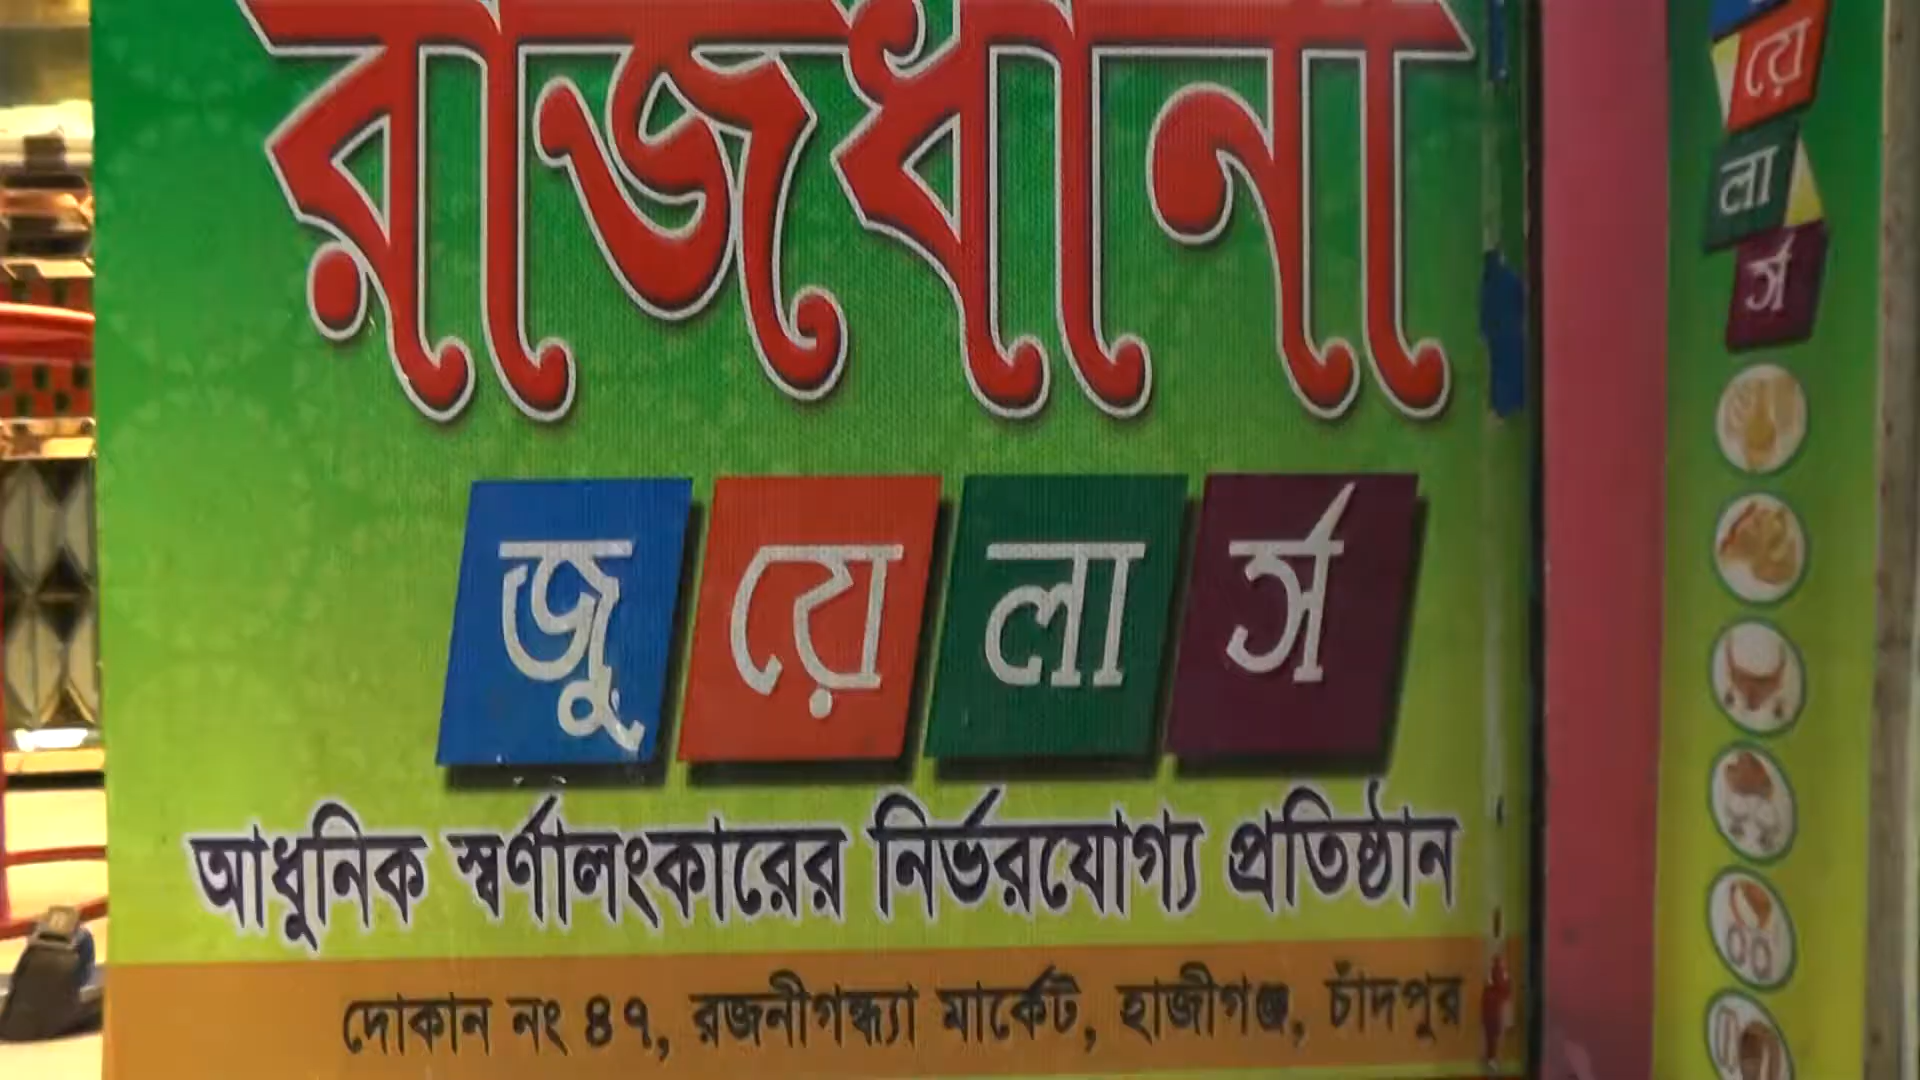 রাজধানী
জুয়েলার্স
আধুনিক স্বর্ণালংকারের নির্ভরযোগ্য প্রতিষ্ঠান
দোকান নং ৪৭, রজনীগন্ধ্যা মার্কেট, হাজীগঞ্জ, চাঁদপুর
য়ে
লা
র্স